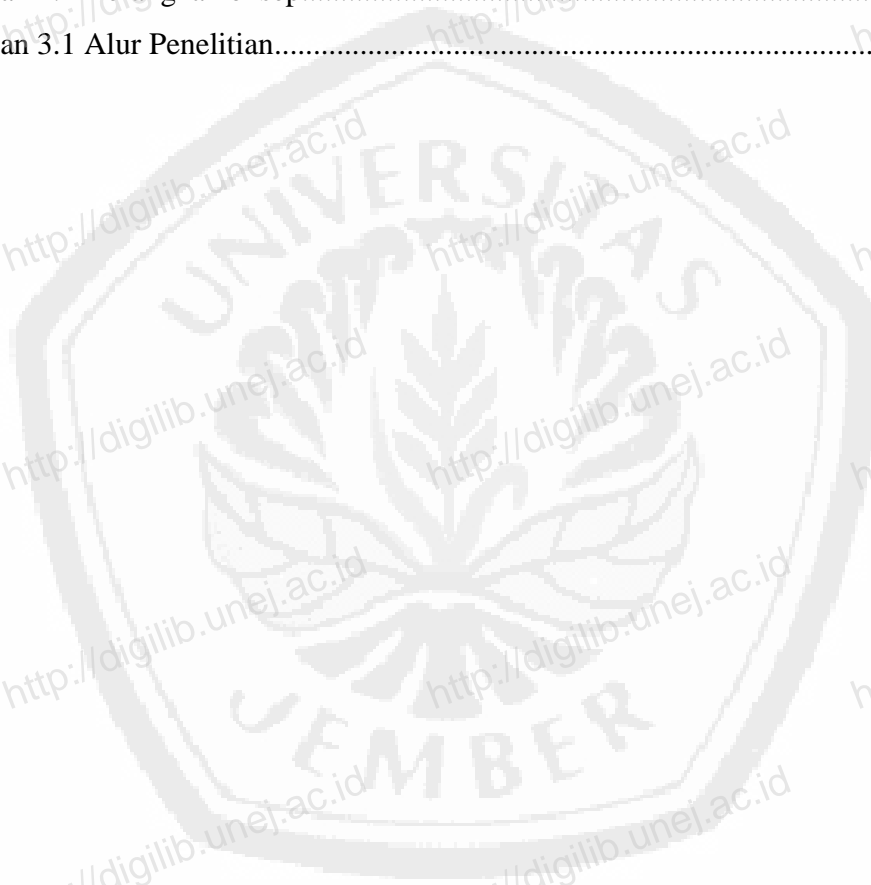 an 3.1 Alur Penelitian....................................................................................
http://digilib.unej.ac.id
http://digilib.unej.ac.id
UNIVERSITAS
http://digilib.unej.ac.id
http://digilib.unej.ac.id
http://digilib.unej.ac.id
http://digilib.unej.ac.id
JEMBER
://digilib.unej.ac.id
://digilib.unej.ac.id